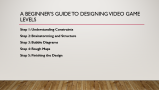 A BEGINNER'S GUIDE TO DESIGNING VIDEO GAME
LEVELS
Step 1: Understanding Constraints
Step 2: Brainstorming and Structure
Step 3: Bubble Diagrams
Step 4: Rough Maps
Step 5: Finishing the Design